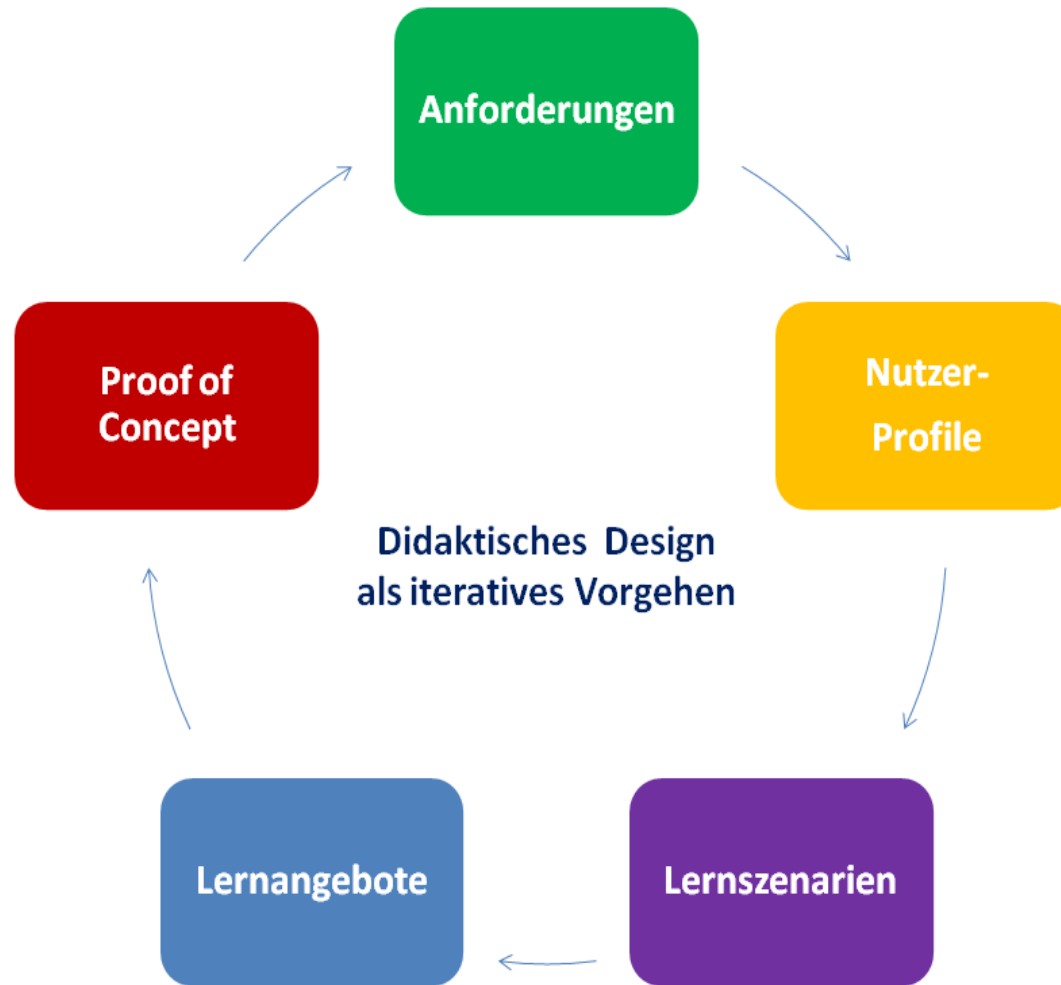 Anforderungen
Nutzer-
Profile
Proof of
Concept
Didaktisches Design
als iteratives Vorgehen
Lernangebote
Lernszenarien